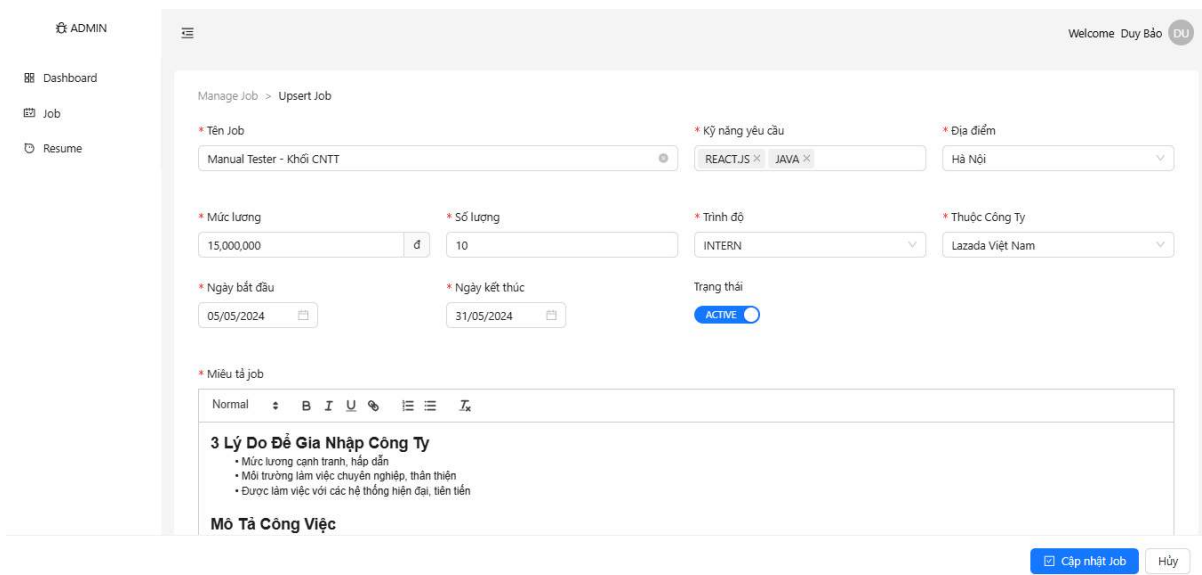 ADMIN
Welcome Duy Bảo DU
Dashboard
Job
Resume
Manage Job > Upsert Job
* Tên Job
* Kỹ năng yêu cầu
* Địa điểm
Manual Tester - Khối CNTT
REACT.JS × JAVA ×
Hà Nội
* Mức lương
* Số lượng
* Trình độ
* Thuộc Công Ty
15,000,000 đ
10
INTERN
Lazada Việt Nam
* Ngày bắt đầu
* Ngày kết thúc
Trạng thái
05/05/2024
31/05/2024
ACTIVE
* Miêu tả job
Normal B I U
3 Lý Do Để Gia Nhập Công Ty
• Mức lương cạnh tranh, hấp dẫn
• Môi trường làm việc chuyên nghiệp, thân thiện
• Được làm việc với các hệ thống hiện đại, tiên tiến
Mô Tả Công Việc
Cập nhật Job
Hủy